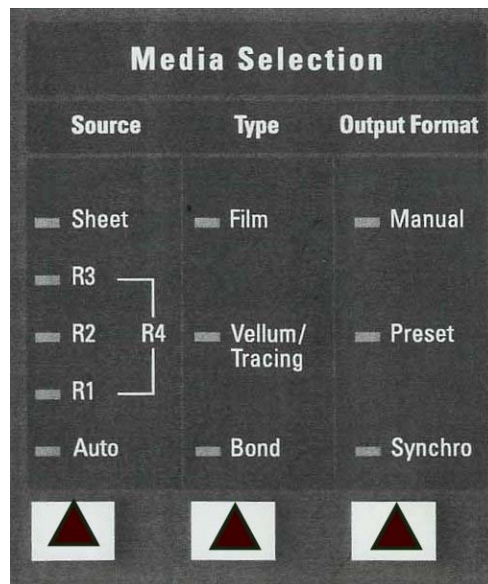 Media Selection
Source Type Output Format
Sheet Film Manual
R3
R2 R4 Vellum/ Preset
Tracing
R1
Auto Bond Synchro